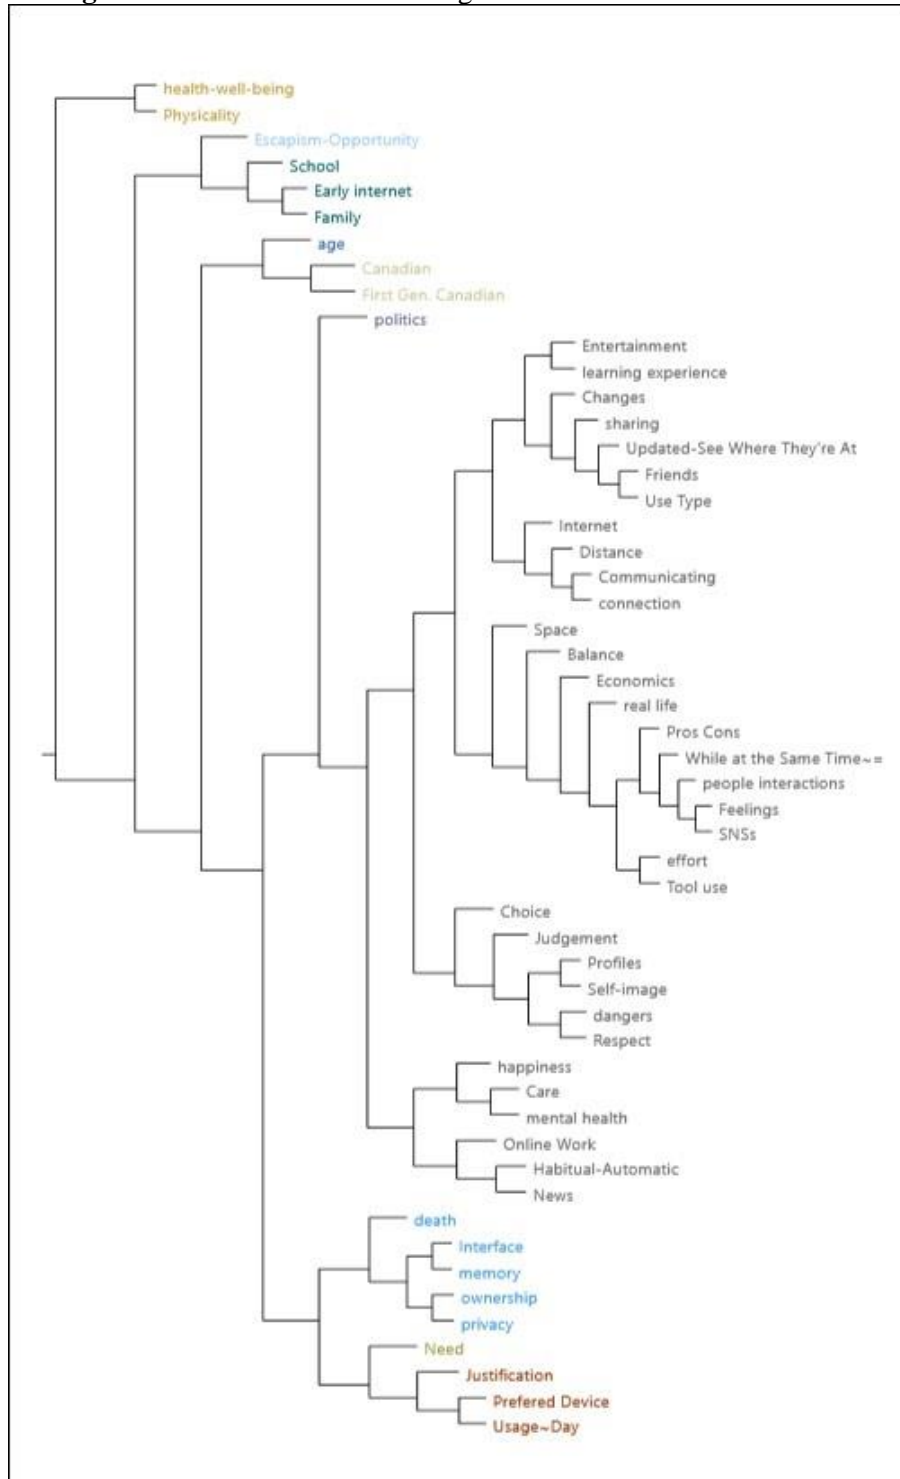 health-well-being
Physicality
Escapism-Opportunity
School
Early internet
Family
age
Canadian
First Gen. Canadian
politics
Entertainment
learning experience
Changes
sharing
Updated-See Where They're At
Friends
Use Type
Internet
Distance
Communicating
connection
Space
Balance
Economics
real life
Pros Cons
While at the Same Time~=
people interactions
Feelings
SNSs
effort
Tool use
Choice
Judgement
Profiles
Self-image
dangers
Respect
happiness
Care
mental health
Online Work
Habitual-Automatic
News
death
Interface
memory
ownership
privacy
Need
Justification
Prefered Device
Usage~Day